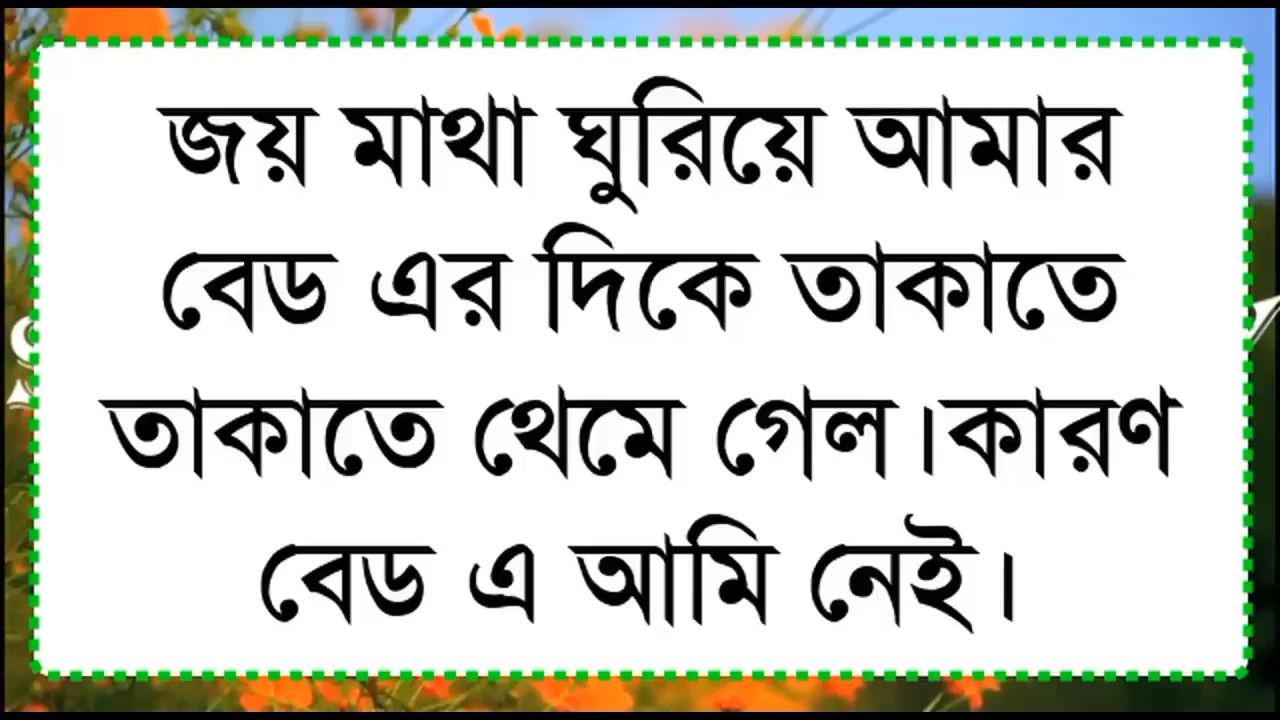 জয় মাথা ঘুরিয়ে আমার
বেড এর দিকে তাকাতে
তাকাতে থেমে গেল।কারণ
বেড এ আমি নেই।